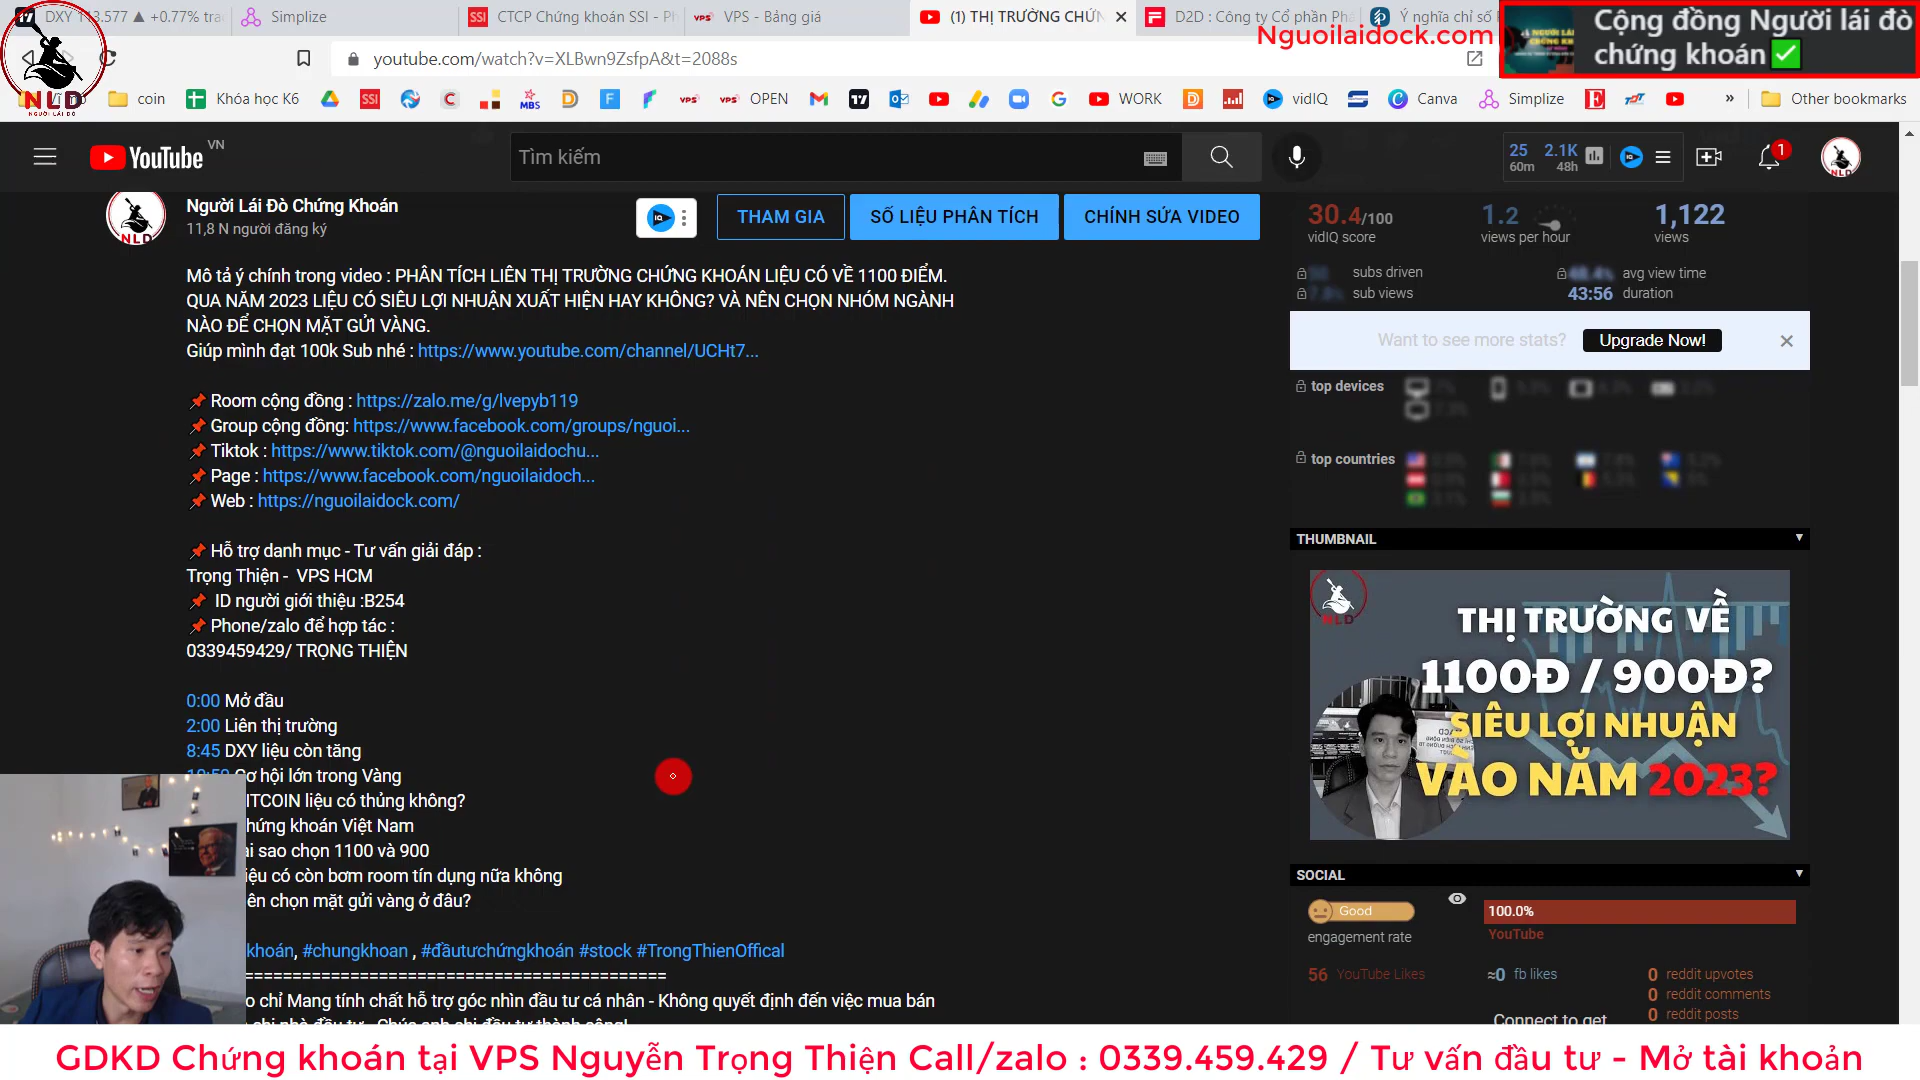 DXY 113.577 ▲ +0.77%
Simplize
CTCP Chứng khoán SSI - P
VPS - Bảng giá
(1) THỊ TRƯỜNG CHỨN
D2D : Công ty Cổ phần Ph
Ý nghĩa chỉ số
Nguoilaidock.com
Cộng đồng Người lái đò
chứng khoán
youtube.com/watch?v=XLBwn9ZsfpA&t=2088s
coin
Khóa học K6
OPEN
WORK
vidIQ
Canva
Simplize
» Other bookmarks
NLD
NGƯỜI LÁI ĐÒ
YouTube VN
Tìm kiếm
25 2.1K
60m 48h
1
Người Lái Đò Chứng Khoán
11,8 N người đăng ký
THAM GIA
SỐ LIỆU PHÂN TÍCH
CHỈNH SỬA VIDEO
Mô tả ý chính trong video : PHÂN TÍCH LIÊN THỊ TRƯỜNG CHỨNG KHOÁN LIỆU CÓ VỀ 1100 ĐIỂM.
QUA NĂM 2023 LIỆU CÓ SIÊU LỢI NHUẬN XUẤT HIỆN HAY KHÔNG? VÀ NÊN CHỌN NHÓM NGÀNH
NÀO ĐỂ CHỌN MẶT GỬI VÀNG.
Giúp mình đạt 100k Sub nhé : https://www.youtube.com/channel/UCHt7...
Room cộng đồng : https://zalo.me/g/lvepyb119
Group cộng đồng: https://www.facebook.com/groups/nguoi...
Tiktok : https://www.tiktok.com/@nguoilaidochu...
Page : https://www.facebook.com/nguoilaidoch...
Web : https://nguoilaidock.com/
Hỗ trợ danh mục - Tư vấn giải đáp :
Trọng Thiện - VPS HCM
ID người giới thiệu :B254
Phone/zalo để hợp tác :
0339459429/ TRỌNG THIỆN
0:00 Mở đầu
2:00 Liên thị trường
8:45 DXY liệu còn tăng
Cơ hội lớn trong Vàng
ITCOIN liệu có thủng không?
hứng khoán Việt Nam
i sao chọn 1100 và 900
iệu có còn bơm room tín dụng nữa không
ên chọn mặt gửi vàng ở đâu?
khoán, #chungkhoan , #đầutưchứngkhoán #stock #TrongThienOffical
============================================
o chỉ Mang tính chất hỗ trợ góc nhìn đầu tư cá nhân - Không quyết định đến việc mua bán
30.4/100
vidIQ score
1.2
views per hour
1,122
views
subs driven
sub views
48.4% avg view time
43:56 duration
Want to see more stats?
Upgrade Now!
top devices
top countries
THUMBNAIL
NLD
THỊ TRƯỜNG VỀ
1100Đ / 900Đ?
SIÊU LỢI NHUẬN
VÀO NĂM 2023?
SOCIAL
Good
engagement rate
100.0%
YouTube
56 YouTube Likes
≈0 fb likes
0 reddit upvotes
0 reddit comments
0 reddit posts
Connect to get
GDKD Chứng khoán tại VPS Nguyễn Trọng Thiện Call/zalo : 0339.459.429 / Tư vấn đầu tư - Mở tài khoản